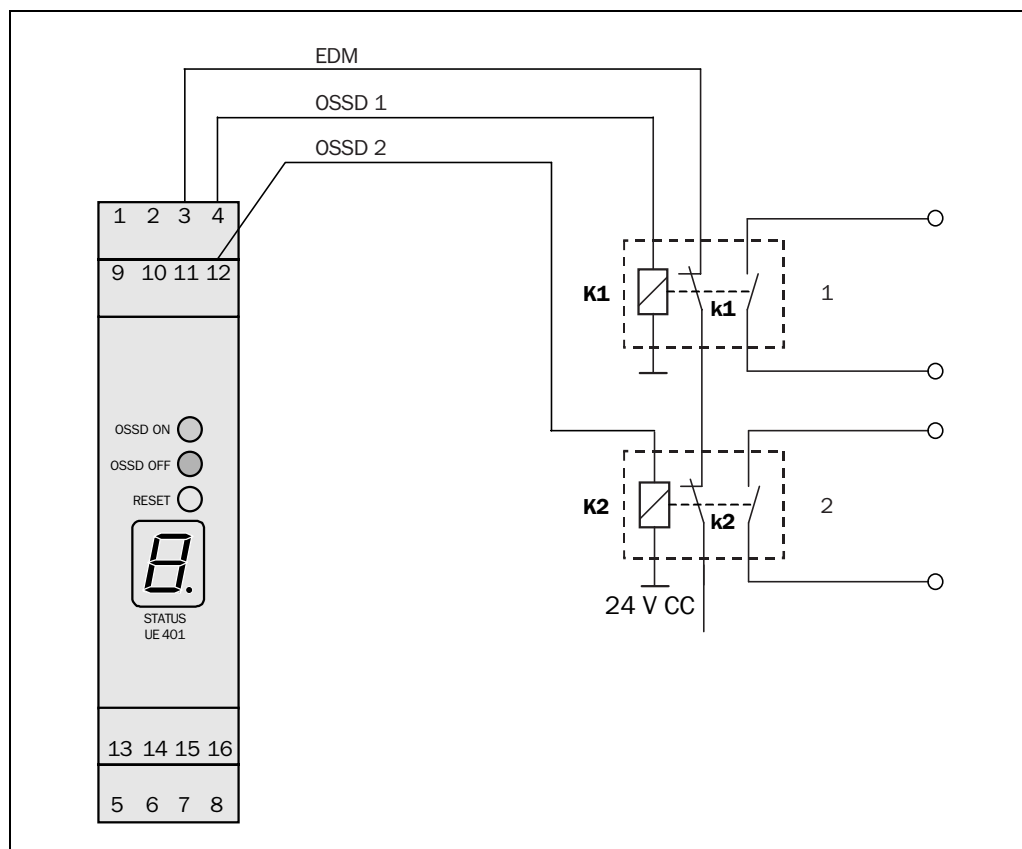 EDM
OSSD 1
OSSD 2
1 2 3 4
9 10 11 12
K1 k1 1
OSSD ON
OSSD OFF
RESET
K2 k2 2
8.
24 V CC
STATUS
UE 401
13 14 15 16
5 6 7 8